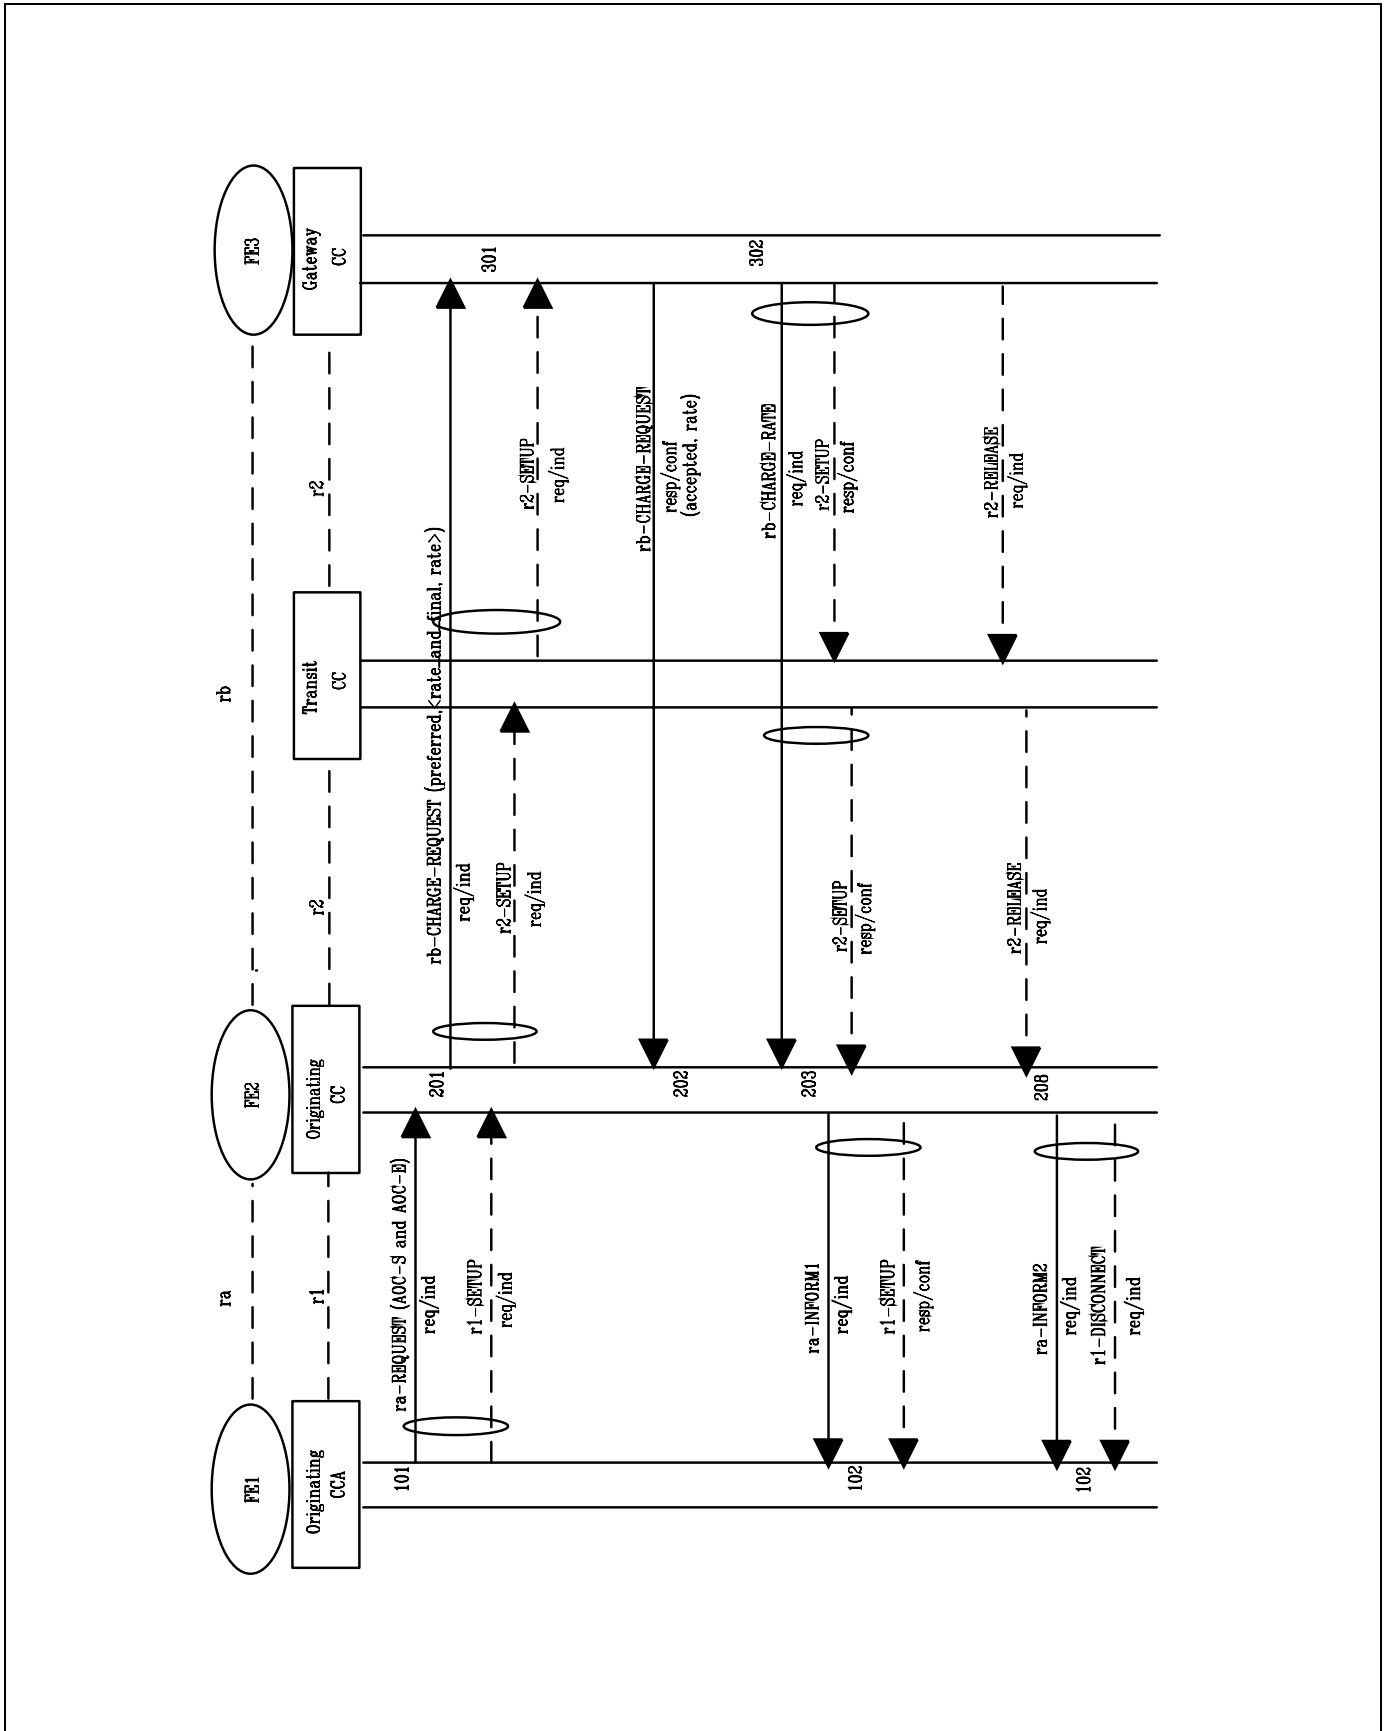 FE1
ra
FE2
rb
FE3
Originating
CCA
r1
Originating
CC
r2
Transit
CC
r2
Gateway
CC
101
ra-REQUEST (AOC-S and AOC-E)
req/ind
201
rb-CHARGE-REQUEST (preferred,<rate and final, rate>)
req/ind
301
r1-SETUP
req/ind
r2-SETUP
req/ind
r2-SETUP
req/ind
rb-CHARGE-REQUEST
resp/conf
(accepted, rate)
202
302
rb-CHARGE-RATE
req/ind
203
r2-SETUP
resp/conf
r2-SETUP
resp/conf
ra-INFORM1
req/ind
102
r1-SETUP
resp/conf
r2-RELEASE
req/ind
r2-RELEASE
req/ind
208
ra-INFORM2
req/ind
102
r1-DISCONNECT
req/ind